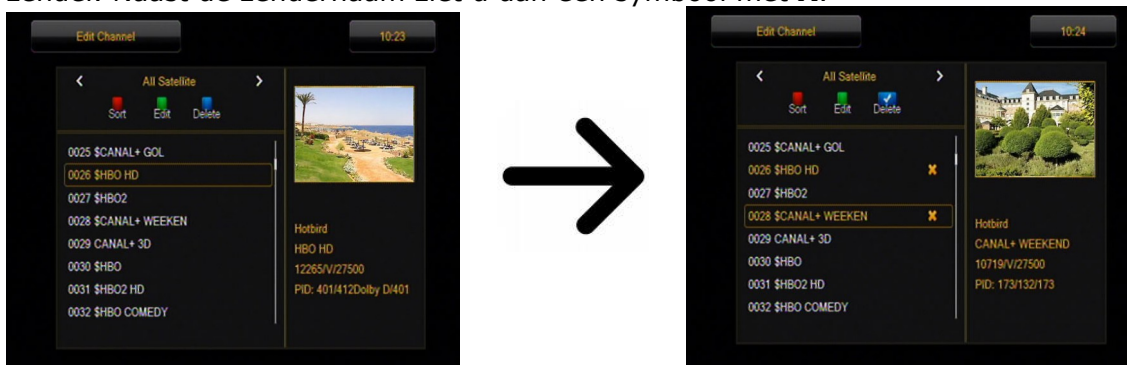 Edit Channel
10:23
All Satellite
Sort Edit Delete
0025 $CANAL+ GOL
0026 $HBO HD
0027 $HBO2
0028 $CANAL+ WEEKEN
0029 CANAL+ 3D
0030 $HBO
0031 $HBO2 HD
0032 $HBO COMEDY
Hotbird
HBO HD
12265/V/27500
PID: 401/412Dolby D/401
Edit Channel
10:24
All Satellite
Sort Edit Delete
0025 $CANAL+ GOL
0026 $HBO HD
0027 $HBO2
0028 $CANAL+ WEEKEN
0029 CANAL+ 3D
0030 $HBO
0031 $HBO2 HD
0032 $HBO COMEDY
Hotbird
CANAL+ WEEKEND
10719/V/27500
PID: 173/132/173